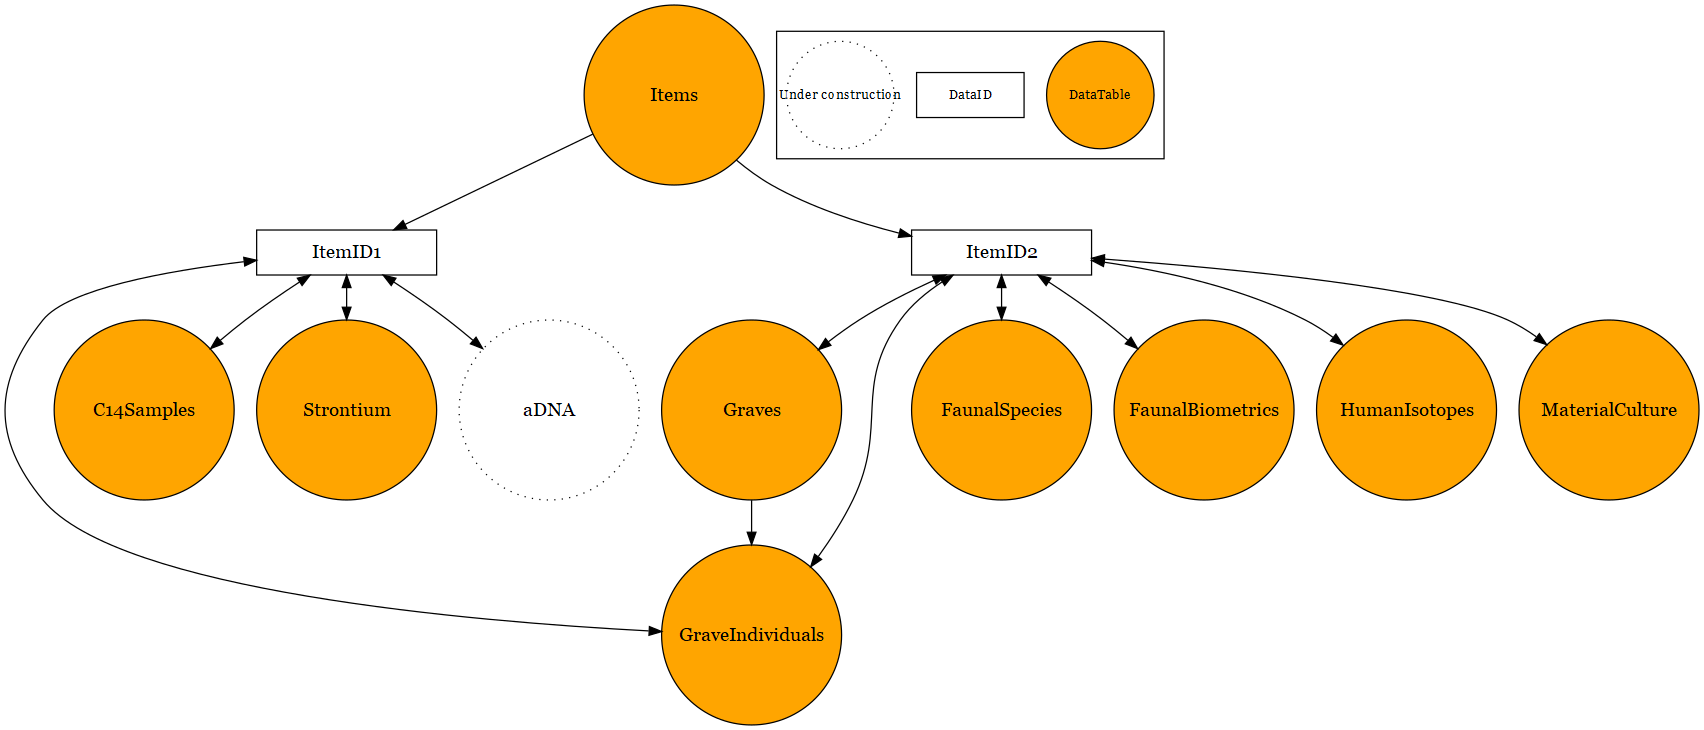 Items
Under construction
DataID
DataTable
ItemID1
ItemID2
C14Samples
Strontium
aDNA
Graves
FaunalSpecies
FaunalBiometrics
HumanIsotopes
MaterialCulture
GraveIndividuals